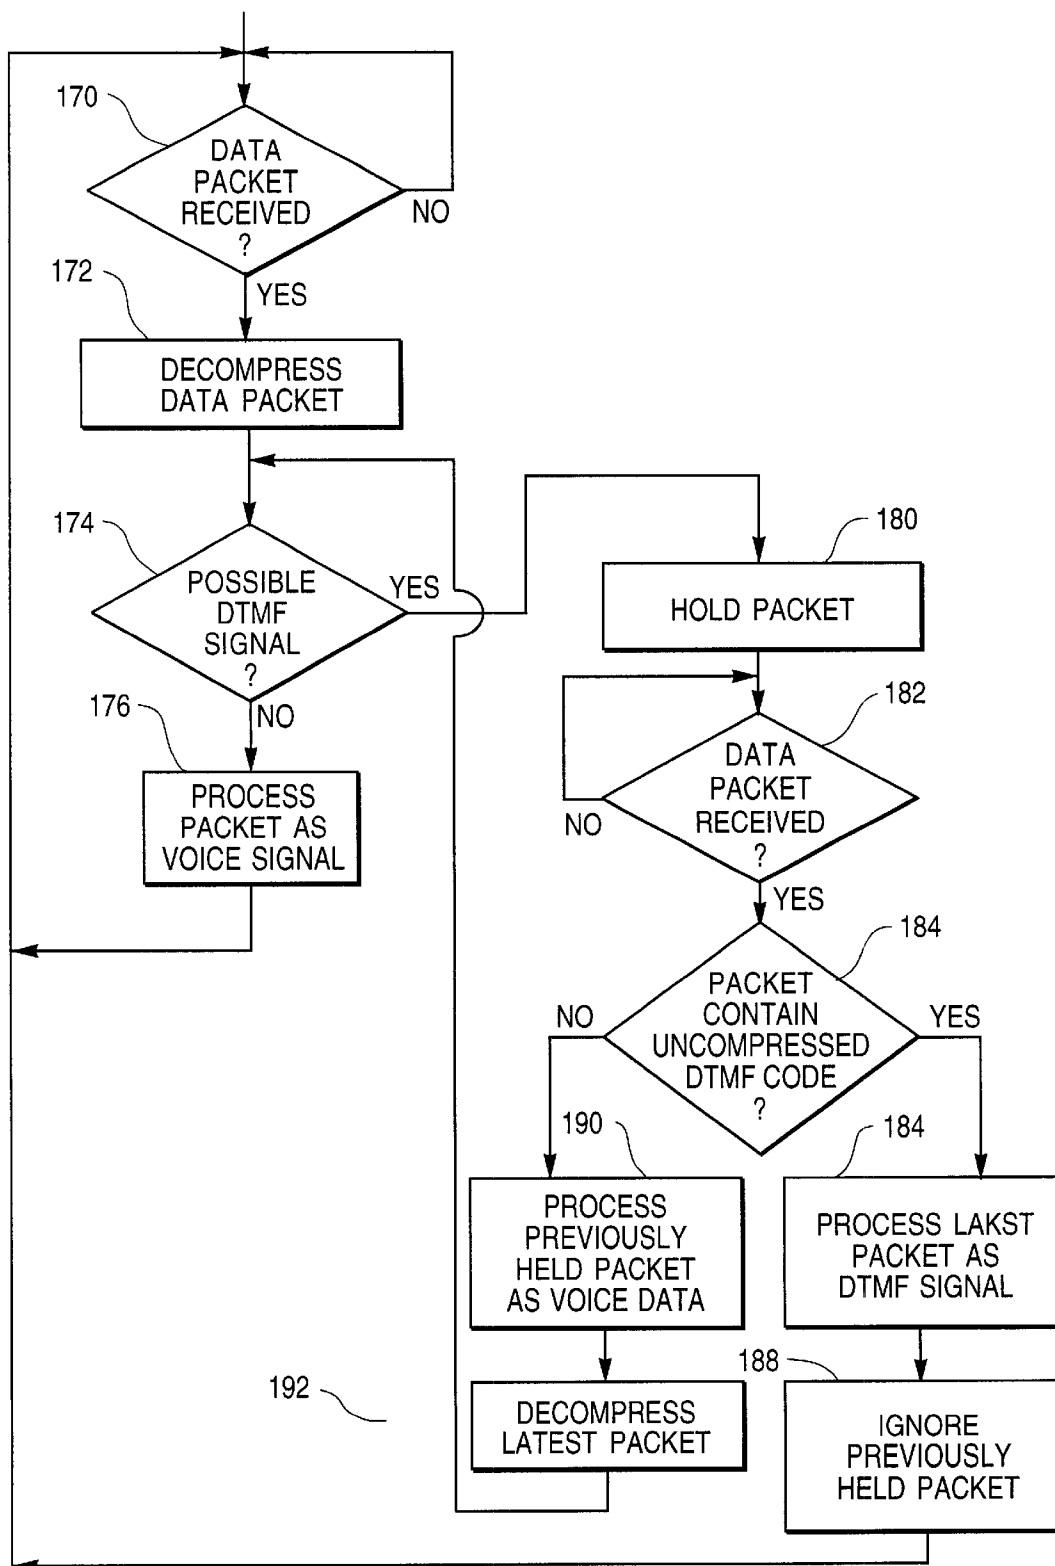 170
DATA
PACKET
RECEIVED
?
NO
YES
172
DECOMPRESS
DATA PACKET
174
POSSIBLE
DTMF
SIGNAL
?
YES
NO
176
PROCESS
PACKET AS
VOICE SIGNAL
180
HOLD PACKET
182
DATA
PACKET
RECEIVED
?
NO
YES
184
PACKET
CONTAIN
UNCOMPRESSED
DTMF CODE
?
NO
YES
190
PROCESS
PREVIOUSLY
HELD PACKET
AS VOICE DATA
184
PROCESS LAKST
PACKET AS
DTMF SIGNAL
192
DECOMPRESS
LATEST PACKET
188
IGNORE
PREVIOUSLY
HELD PACKET